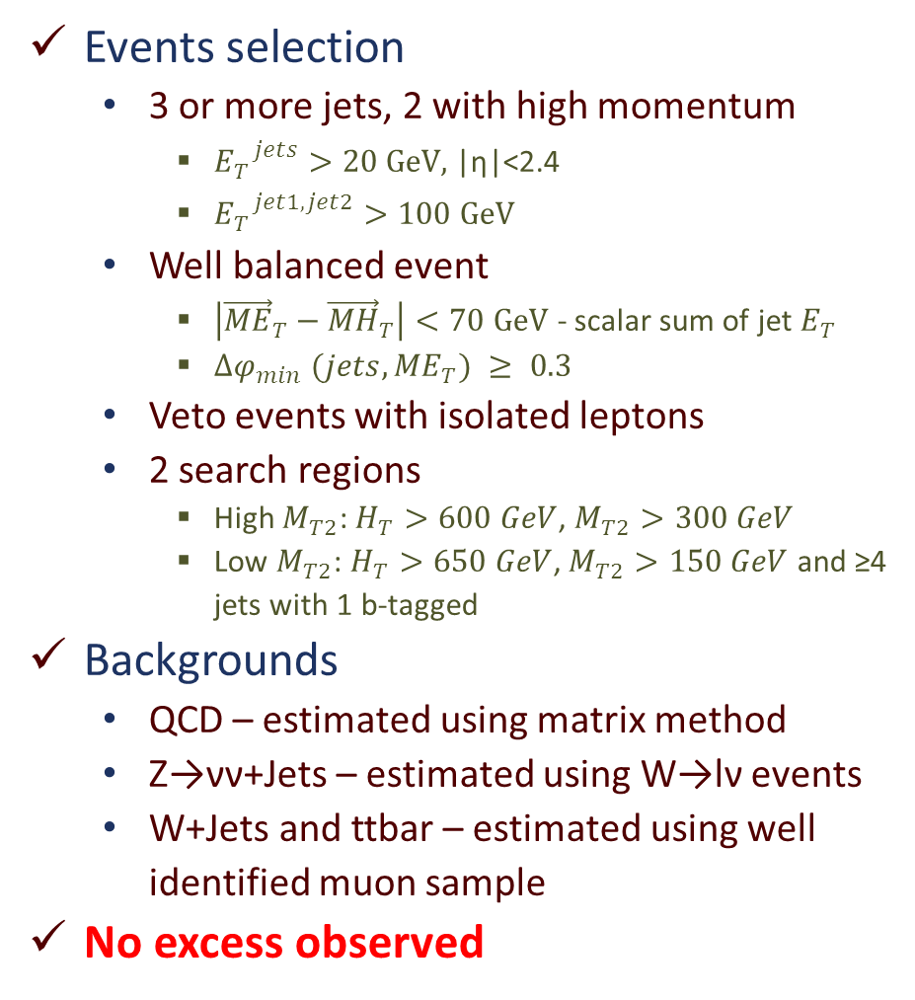 ✓ Events selection
• 3 or more jets, 2 with high momentum
▪ $E_T^{jets}$ > 20 GeV, |η|<2.4
▪ $E_T^{jet1,jet2}$ > 100 GeV
• Well balanced event
▪ $|\overrightarrow{ME}_T - \overrightarrow{MH}_T|$ < 70 GeV - scalar sum of jet $E_T$
▪ $\Delta\varphi_{min}$ (jets, $ME_T$) ≥ 0.3
• Veto events with isolated leptons
• 2 search regions
▪ High $M_{T2}$: $H_T$ > 600 GeV, $M_{T2}$ > 300 GeV
▪ Low $M_{T2}$: $H_T$ > 650 GeV, $M_{T2}$ > 150 GeV and ≥4
jets with 1 b-tagged
✓ Backgrounds
• QCD – estimated using matrix method
• Z→νν+Jets – estimated using W→lν events
• W+Jets and ttbar – estimated using well
identified muon sample
✓ No excess observed